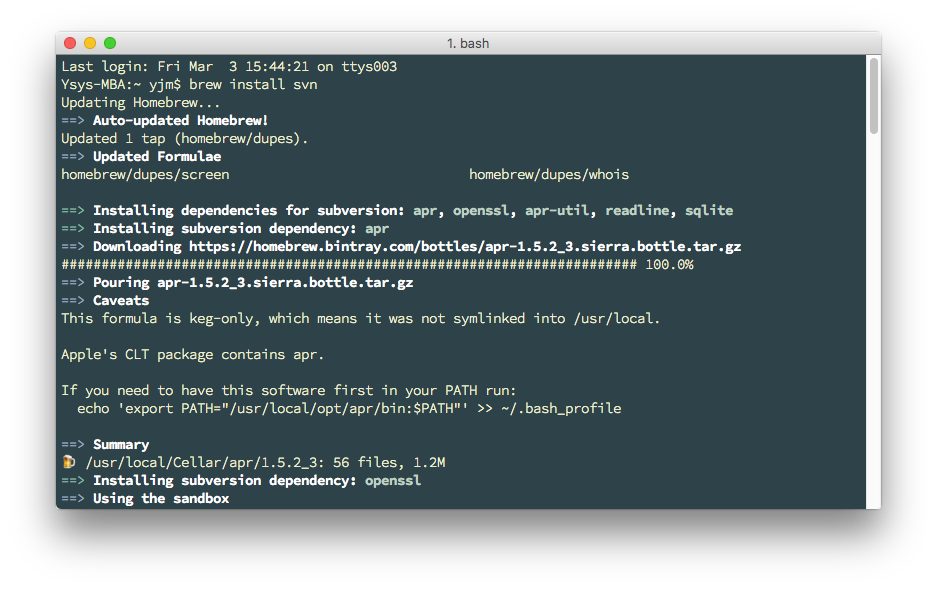 1. bash
Last login: Fri Mar  3 15:44:21 on ttys003
Ysys-MBA:~ yjm$ brew install svn
Updating Homebrew...
==> Auto-updated Homebrew!
Updated 1 tap (homebrew/dupes).
==> Updated Formulae
homebrew/dupes/screen                              homebrew/dupes/whois
==> Installing dependencies for subversion: apr, openssl, apr-util, readline, sqlite
==> Installing subversion dependency: apr
==> Downloading https://homebrew.bintray.com/bottles/apr-1.5.2_3.sierra.bottle.tar.gz
######################################################################## 100.0%
==> Pouring apr-1.5.2_3.sierra.bottle.tar.gz
==> Caveats
This formula is keg-only, which means it was not symlinked into /usr/local.
Apple's CLT package contains apr.
If you need to have this software first in your PATH run:
  echo 'export PATH="/usr/local/opt/apr/bin:$PATH"' >> ~/.bash_profile
==> Summary
🍺 /usr/local/Cellar/apr/1.5.2_3: 56 files, 1.2M
==> Installing subversion dependency: openssl
==> Using the sandbox